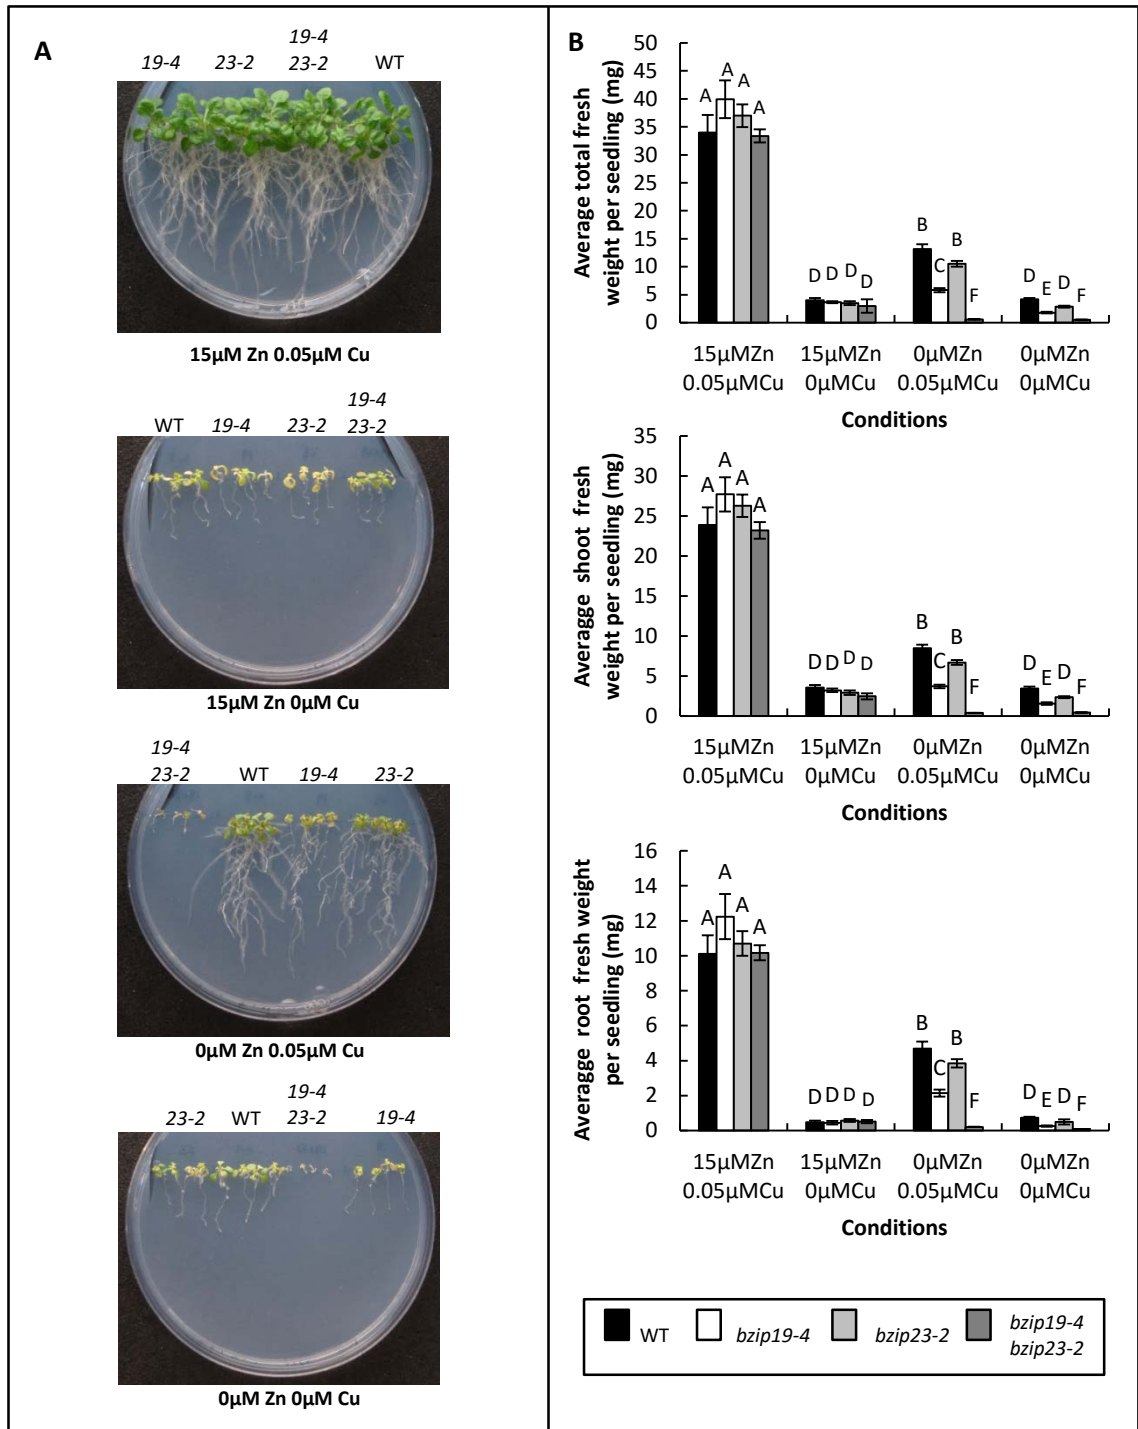 A
19-4
19-4 23-2 23-2 WT
15µM Zn 0.05µM Cu
19-4
WT 19-4 23-2 23-2
15µM Zn 0µM Cu
19-4
23-2 WT 19-4 23-2
0µM Zn 0.05µM Cu
19-4
23-2 WT 23-2 19-4
0µM Zn 0µM Cu
B
Average total fresh
weight per seedling (mg)
50
45
40
35
30
25
20
15
10
5
0
A A A A
D D D D
B C B F
D E D F
15µMZn 15µMZn 0µMZn 0µMZn
0.05µMCu 0µMCu 0.05µMCu 0µMCu
Conditions
Averagge shoot fresh
weight per seedling (mg)
35
30
25
20
15
10
5
0
A A A A
D D D D
B C B F
D E D F
15µMZn 15µMZn 0µMZn 0µMZn
0.05µMCu 0µMCu 0.05µMCu 0µMCu
Conditions
Averagge root fresh weight
per seedling (mg)
16
14
12
10
8
6
4
2
0
A A A A
D D D D
B C B F
D E D F
15µMZn 15µMZn 0µMZn 0µMZn
0.05µMCu 0µMCu 0.05µMCu 0µMCu
Conditions
WT bzip19-4 bzip23-2 bzip19-4
bzip23-2